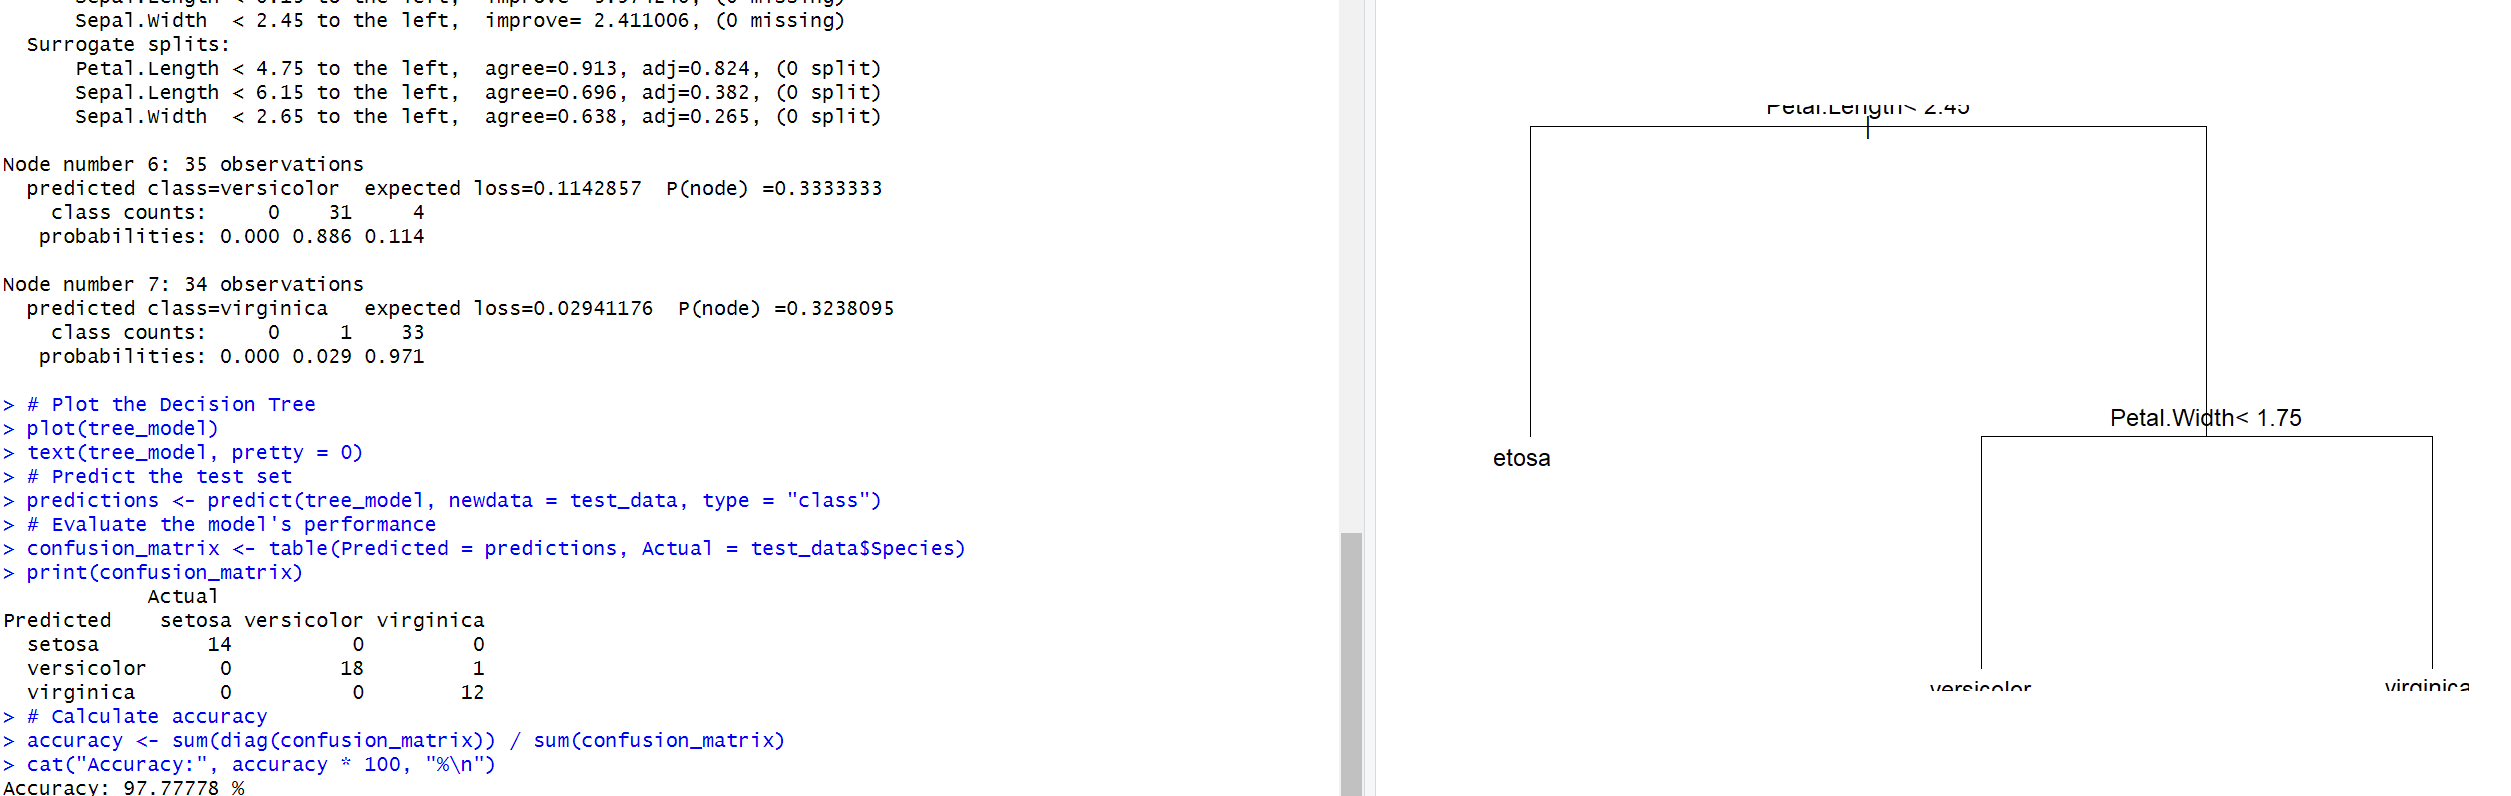 Sepal.Width  < 2.45 to the left,  improve= 2.411006, (0 missing)
  Surrogate splits:
      Petal.Length < 4.75 to the left,  agree=0.913, adj=0.824, (0 split)
      Sepal.Length < 6.15 to the left,  agree=0.696, adj=0.382, (0 split)
      Sepal.Width  < 2.65 to the left,  agree=0.638, adj=0.265, (0 split)
Node number 6: 35 observations
  predicted class=versicolor  expected loss=0.1142857  P(node) =0.3333333
    class counts:     0    31     4
   probabilities: 0.000 0.886 0.114
Node number 7: 34 observations
  predicted class=virginica   expected loss=0.02941176  P(node) =0.3238095
    class counts:     0     1    33
   probabilities: 0.000 0.029 0.971
> # Plot the Decision Tree
> plot(tree_model)
> text(tree_model, pretty = 0)
> # Predict the test set
> predictions <- predict(tree_model, newdata = test_data, type = "class")
> # Evaluate the model's performance
> confusion_matrix <- table(Predicted = predictions, Actual = test_data$Species)
> print(confusion_matrix)
            Actual
Predicted    setosa versicolor virginica
  setosa         14          0         0
  versicolor      0         18         1
  virginica       0          0        12
> # Calculate accuracy
> accuracy <- sum(diag(confusion_matrix)) / sum(confusion_matrix)
> cat("Accuracy:", accuracy * 100, "%\n")
Accuracy: 97.77778 %
Petal.Length< 2.45
Petal.Width< 1.75
etosa
versicolor
virginica